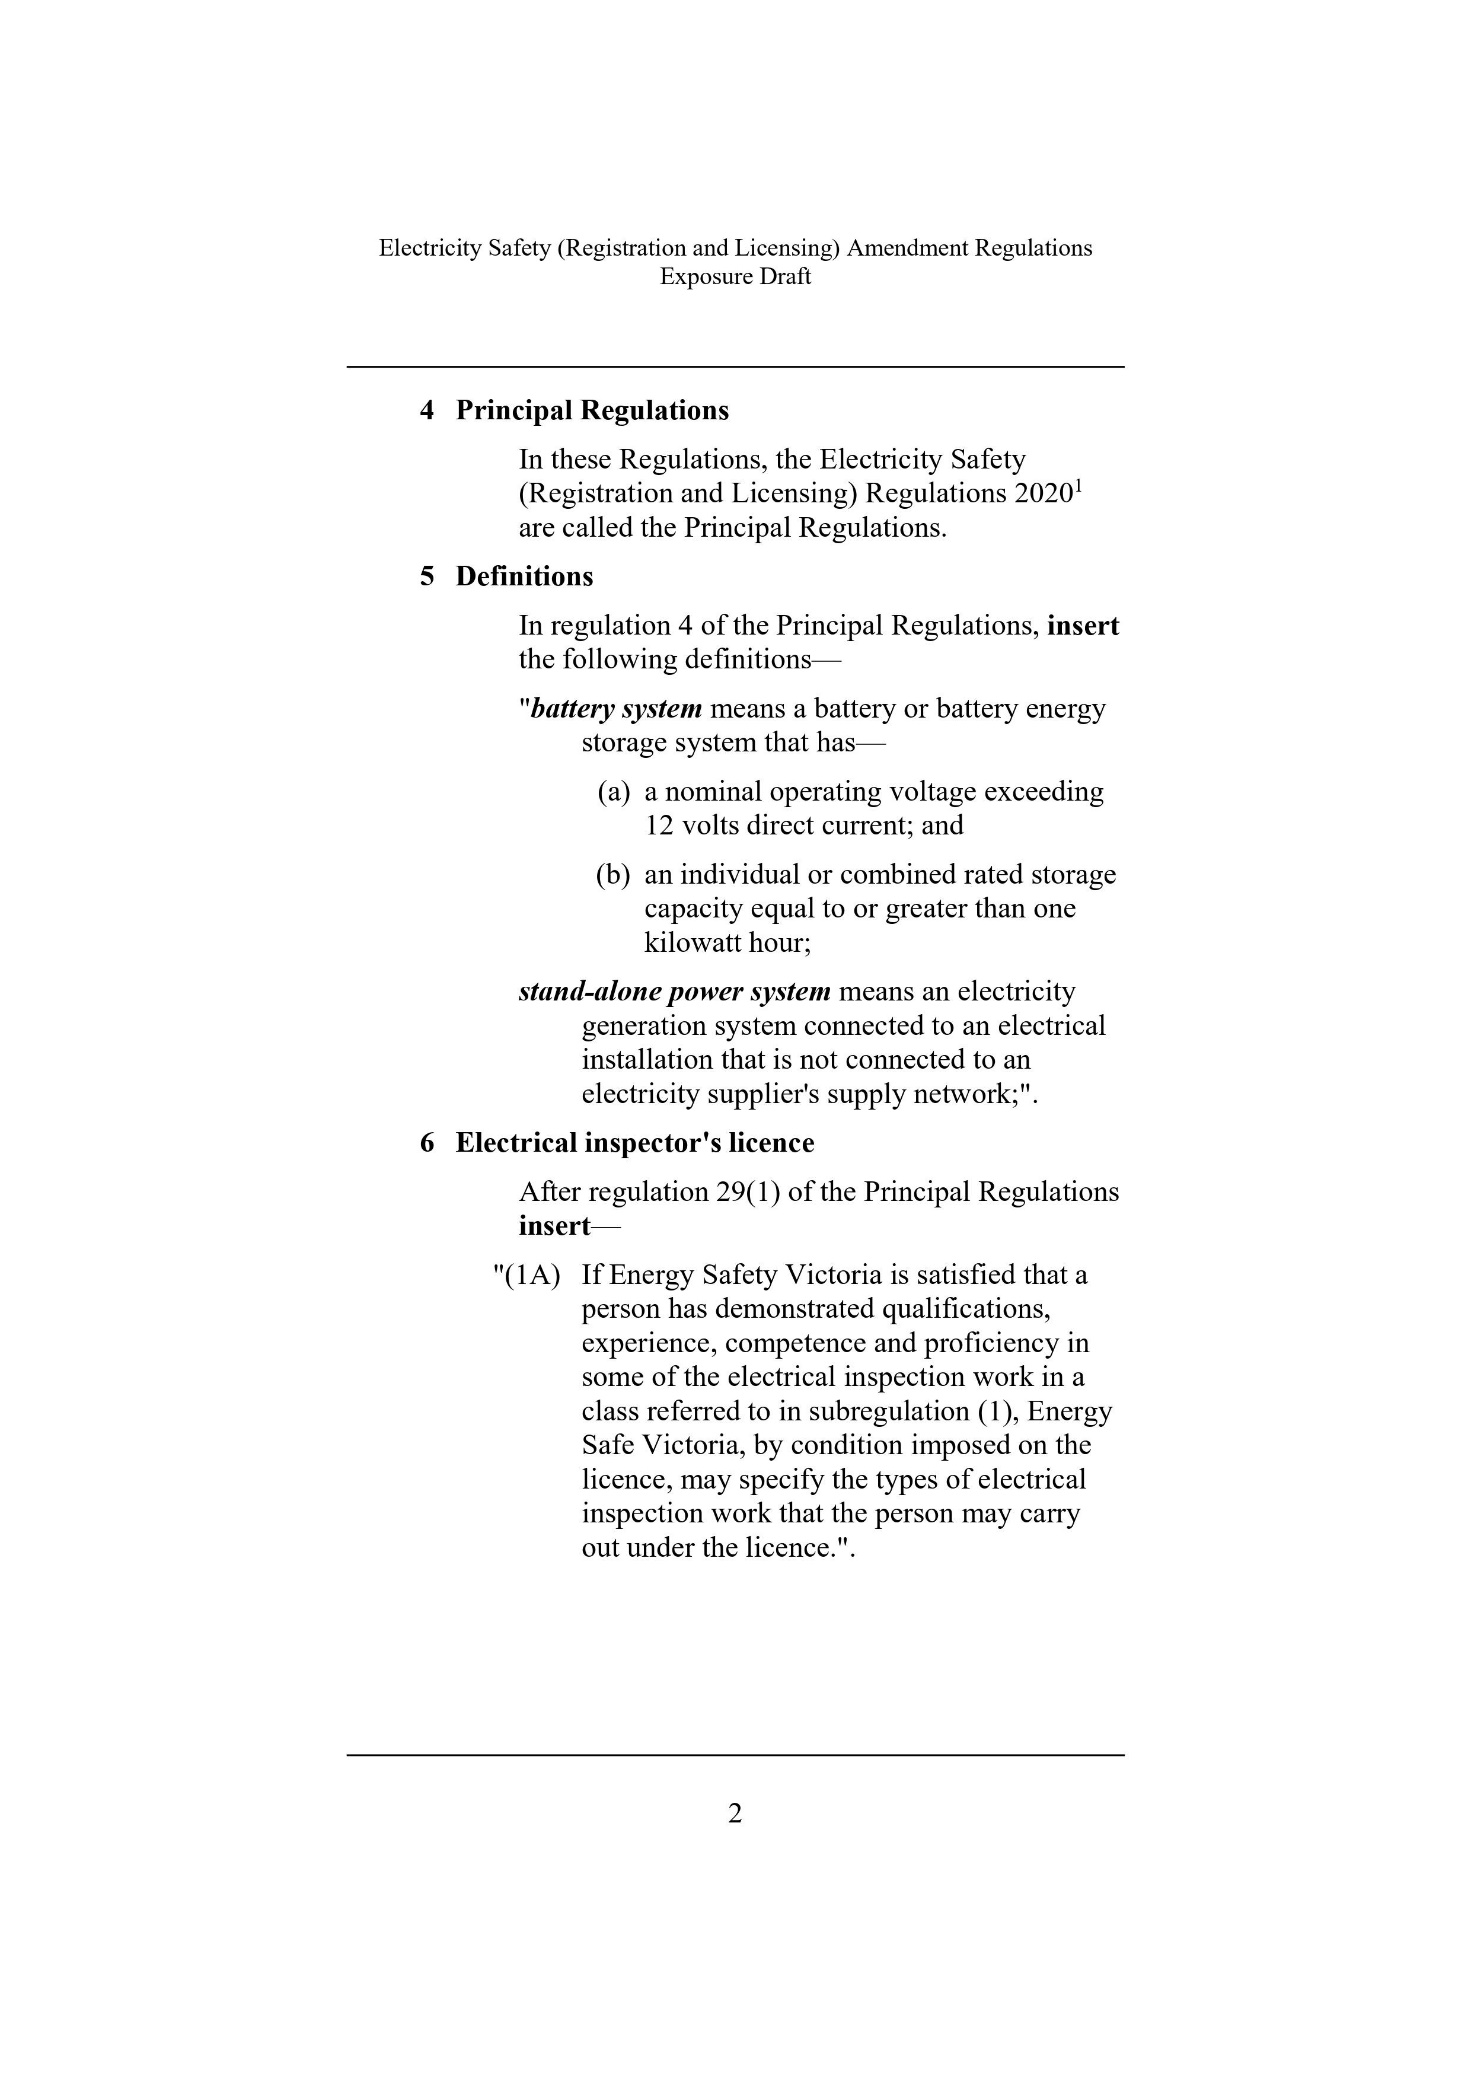 Electricity Safety (Registration and Licensing) Amendment Regulations
Exposure Draft
4 Principal Regulations
In these Regulations, the Electricity Safety
(Registration and Licensing) Regulations 2020¹
are called the Principal Regulations.
5 Definitions
In regulation 4 of the Principal Regulations, insert
the following definitions—
"battery system means a battery or battery energy
storage system that has—
(a) a nominal operating voltage exceeding
12 volts direct current; and
(b) an individual or combined rated storage
capacity equal to or greater than one
kilowatt hour;
stand-alone power system means an electricity
generation system connected to an electrical
installation that is not connected to an
electricity supplier's supply network;".
6 Electrical inspector's licence
After regulation 29(1) of the Principal Regulations
insert—
"(1A) If Energy Safety Victoria is satisfied that a
person has demonstrated qualifications,
experience, competence and proficiency in
some of the electrical inspection work in a
class referred to in subregulation (1), Energy
Safe Victoria, by condition imposed on the
licence, may specify the types of electrical
inspection work that the person may carry
out under the licence.".
2